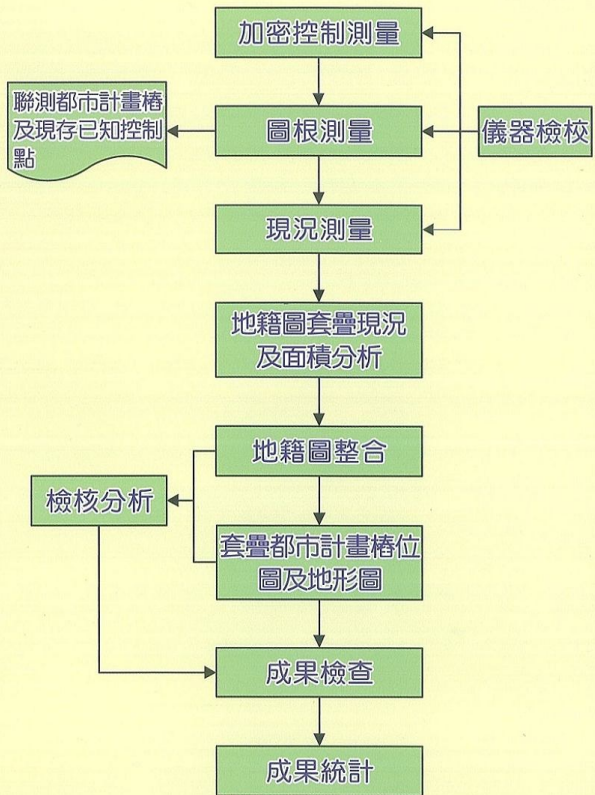 加密控制測量
聯測都市計畫樁
及現存已知控制
點
圖根測量
儀器檢校
現況測量
地籍圖套疊現況
及面積分析
地籍圖整合
檢核分析
套疊都市計畫樁位
圖及地形圖
成果檢查
成果統計